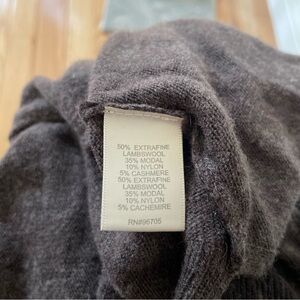 50% EXTRAFINE
LAMBSWOOL
35% MODAL
10% NYLON
5% CASHMERE
50% EXTRAFINE
LAMBSWOOL
35% MODAL
10% NYLON
5% CACHEMIRE
RN#96705